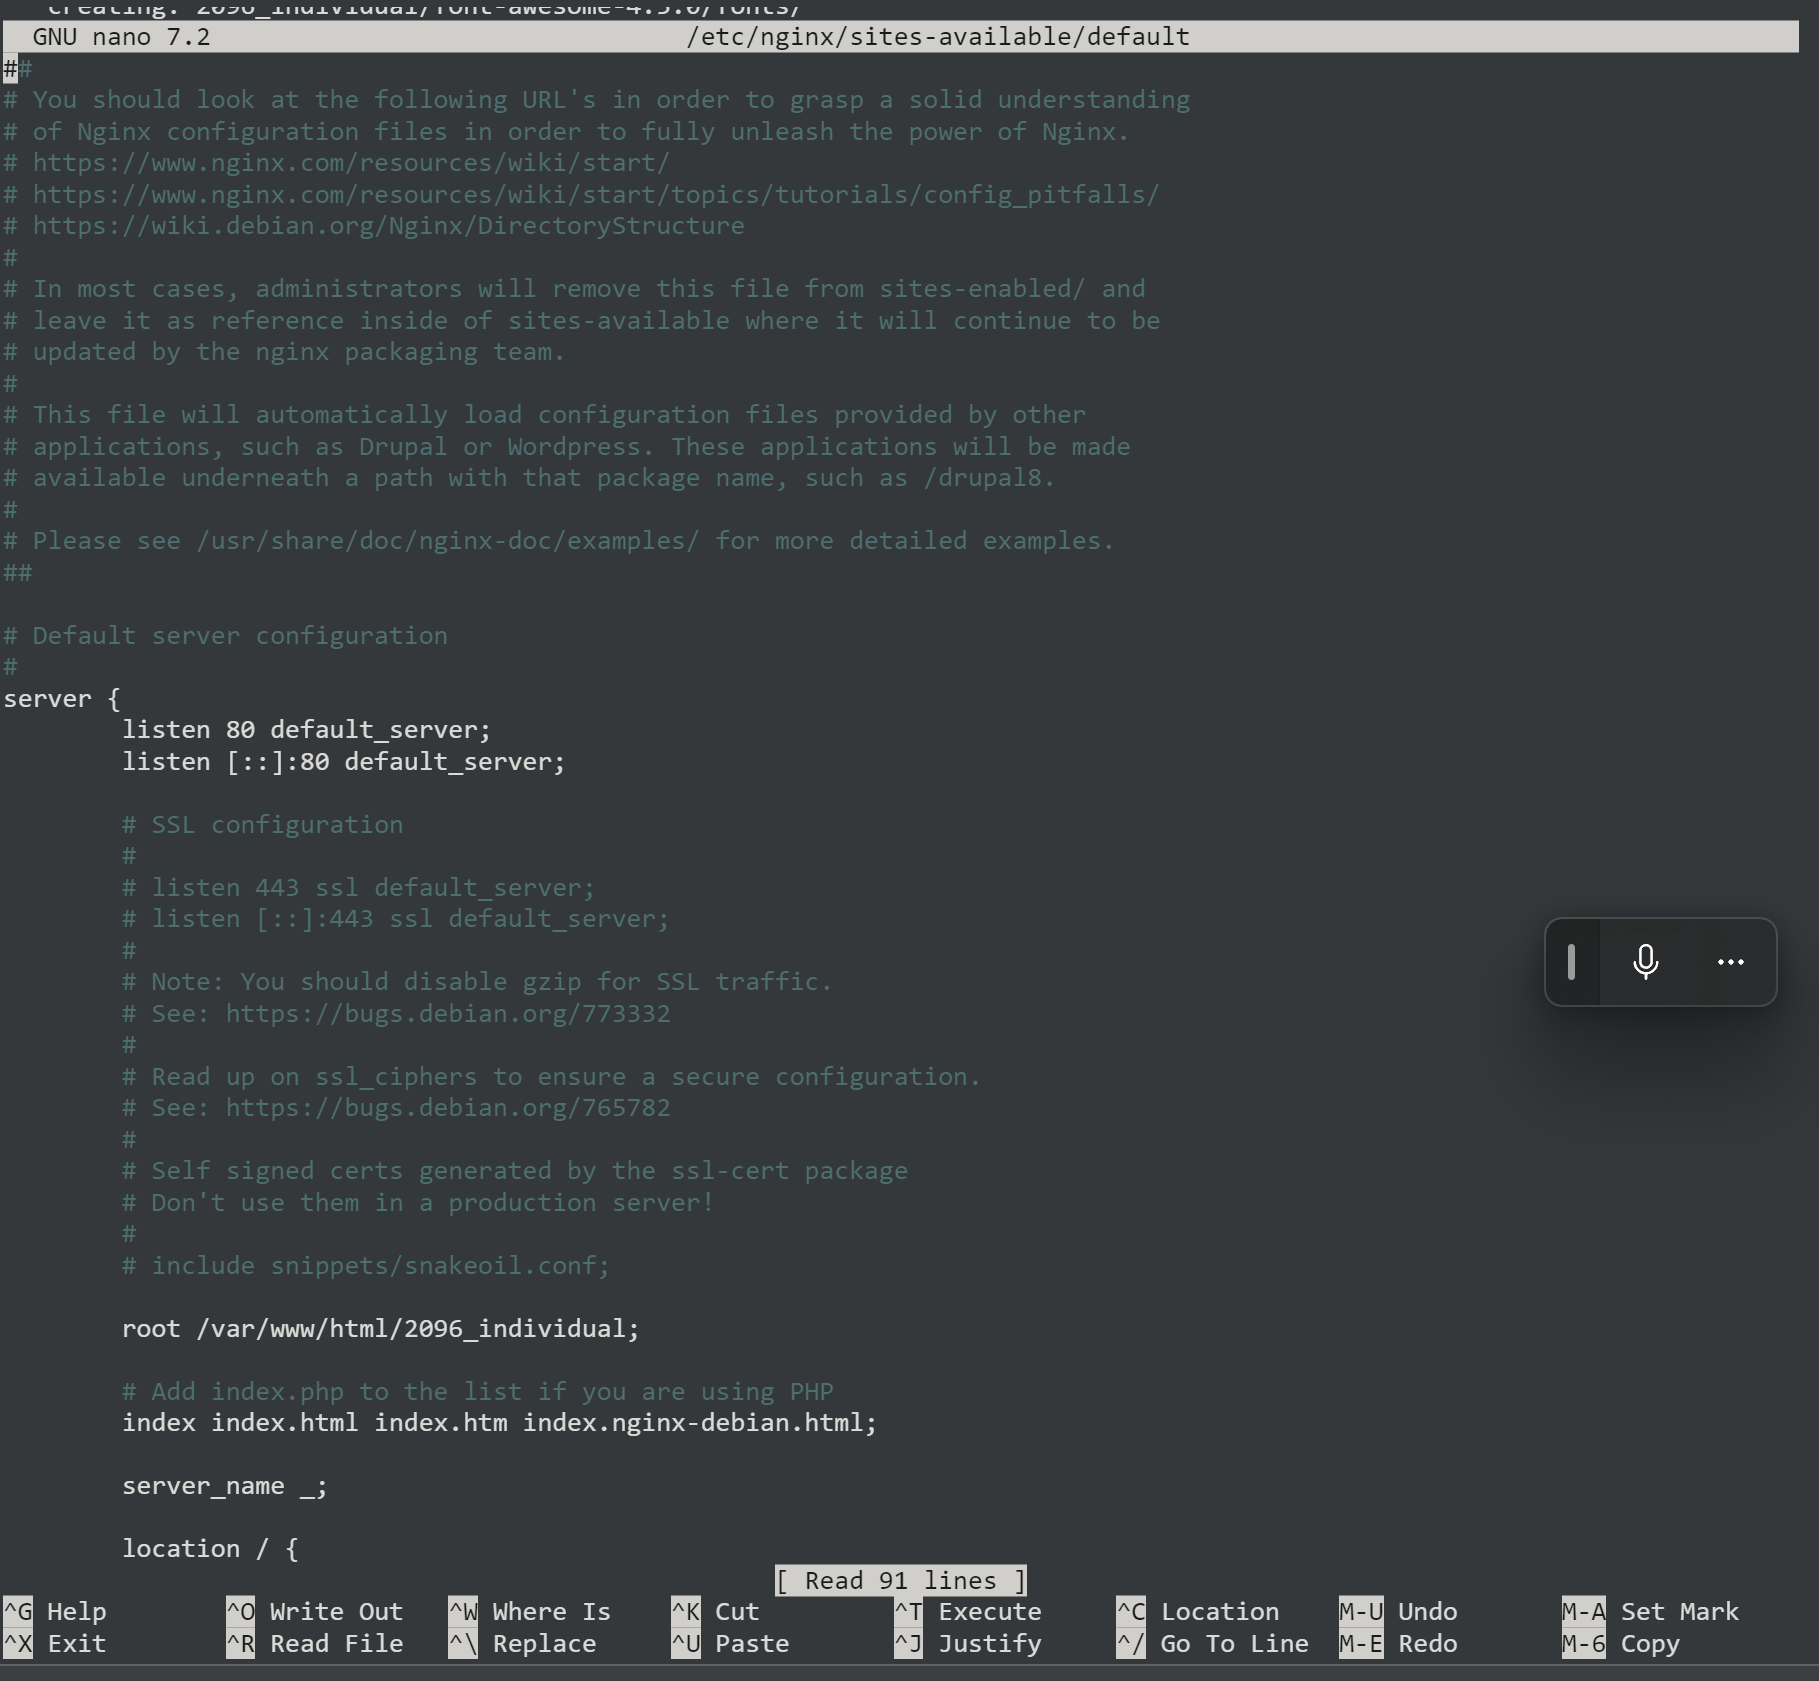 creating: 2096_individual/font-awesome-4.5.0/fonts/
GNU nano 7.2 /etc/nginx/sites-available/default
##
# You should look at the following URL's in order to grasp a solid understanding
# of Nginx configuration files in order to fully unleash the power of Nginx.
# https://www.nginx.com/resources/wiki/start/
# https://www.nginx.com/resources/wiki/start/topics/tutorials/config_pitfalls/
# https://wiki.debian.org/Nginx/DirectoryStructure
#
# In most cases, administrators will remove this file from sites-enabled/ and
# leave it as reference inside of sites-available where it will continue to be
# updated by the nginx packaging team.
#
# This file will automatically load configuration files provided by other
# applications, such as Drupal or Wordpress. These applications will be made
# available underneath a path with that package name, such as /drupal8.
#
# Please see /usr/share/doc/nginx-doc/examples/ for more detailed examples.
##
# Default server configuration
#
server {
listen 80 default_server;
listen [::]:80 default_server;
# SSL configuration
#
# listen 443 ssl default_server;
# listen [::]:443 ssl default_server;
#
# Note: You should disable gzip for SSL traffic.
# See: https://bugs.debian.org/773332
#
# Read up on ssl_ciphers to ensure a secure configuration.
# See: https://bugs.debian.org/765782
#
# Self signed certs generated by the ssl-cert package
# Don't use them in a production server!
#
# include snippets/snakeoil.conf;
root /var/www/html/2096_individual;
# Add index.php to the list if you are using PHP
index index.html index.htm index.nginx-debian.html;
server_name _;
location / {
[ Read 91 lines ]
^G Help ^O Write Out ^W Where Is ^K Cut ^T Execute ^C Location M-U Undo M-A Set Mark
^X Exit ^R Read File ^\ Replace ^U Paste ^J Justify ^/ Go To Line M-E Redo M-6 Copy